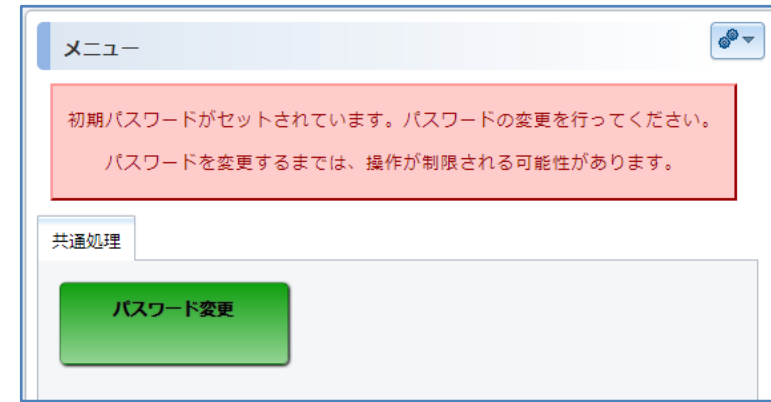 メニュー
初期パスワードがセットされています。パスワードの変更を行ってください。
パスワードを変更するまでは、操作が制限される可能性があります。
共通処理
パスワード変更